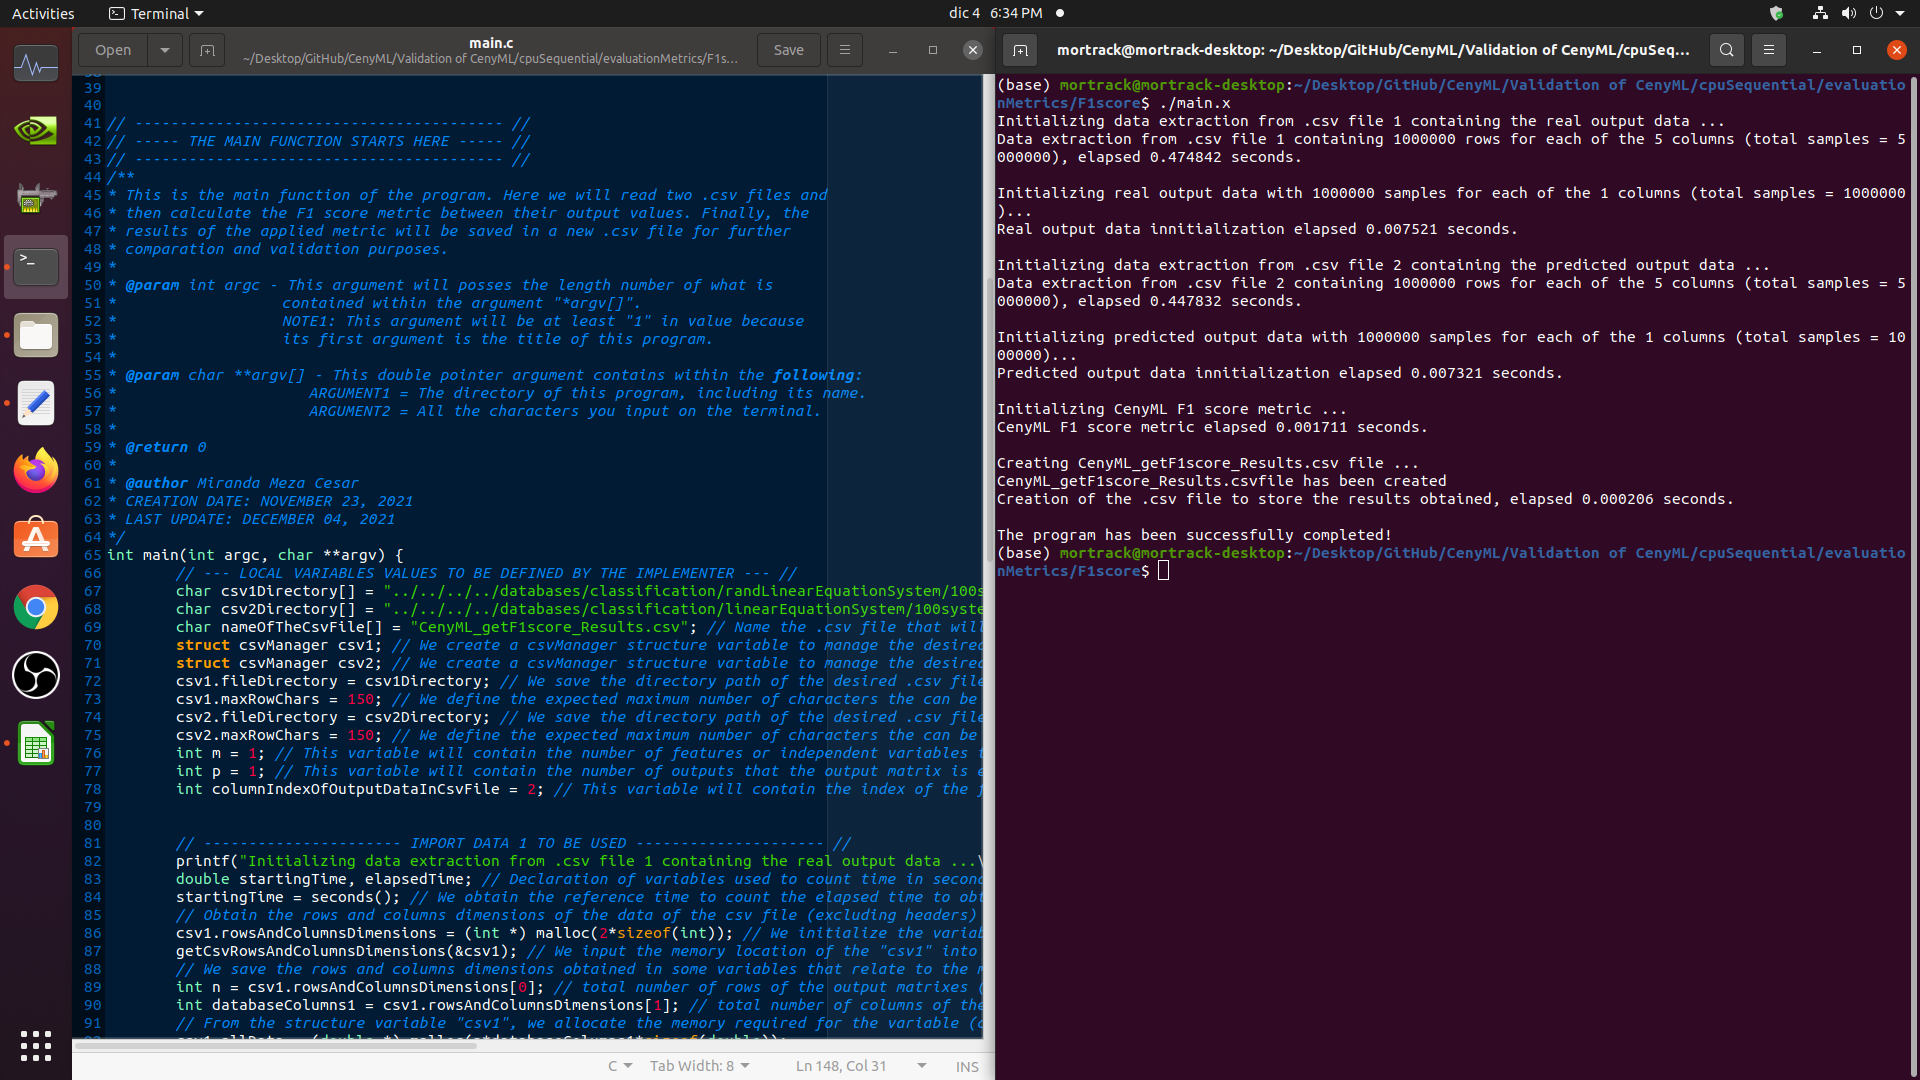 Activities
Terminal
dic 4 6:34 PM
Open
main.c
~/Desktop/GitHub/CenyML/Validation of CenyML/cpuSequential/evaluationMetrics/F1s...
Save
39
40
41 // ----------------------------------------- //
42 // ----- THE MAIN FUNCTION STARTS HERE ----- //
43 // ----------------------------------------- //
44 /**
45 * This is the main function of the program. Here we will read two .csv files and
46 * then calculate the F1 score metric between their output values. Finally, the
47 * results of the applied metric will be saved in a new .csv file for further
48 * comparation and validation purposes.
49 *
50 * @param int argc - This argument will posses the length number of what is
51 * contained within the argument "*argv[]".
52 * NOTE1: This argument will be at least "1" in value because
53 * its first argument is the title of this program.
54 *
55 * @param char **argv[] - This double pointer argument contains within the following:
56 * ARGUMENT1 = The directory of this program, including its name.
57 * ARGUMENT2 = All the characters you input on the terminal.
58 *
59 * @return 0
60 *
61 * @author Miranda Meza Cesar
62 * CREATION DATE: NOVEMBER 23, 2021
63 * LAST UPDATE: DECEMBER 04, 2021
64 */
65 int main(int argc, char **argv) {
66 // --- LOCAL VARIABLES VALUES TO BE DEFINED BY THE IMPLEMENTER --- //
67 char csv1Directory[] = "../../../../databases/classification/randLinearEquationSystem/100s
68 char csv2Directory[] = "../../../../databases/classification/linearEquationSystem/100syste
69 char nameOfTheCsvFile[] = "CenyML_getF1score_Results.csv"; // Name the .csv file that will
70 struct csvManager csv1; // We create a csvManager structure variable to manage the desired
71 struct csvManager csv2; // We create a csvManager structure variable to manage the desired
72 csv1.fileDirectory = csv1Directory; // We save the directory path of the desired .csv file
73 csv1.maxRowChars = 150; // We define the expected maximum number of characters the can be
74 csv2.fileDirectory = csv2Directory; // We save the directory path of the desired .csv file
75 csv2.maxRowChars = 150; // We define the expected maximum number of characters the can be
76 int m = 1; // This variable will contain the number of features or independent variables t
77 int p = 1; // This variable will contain the number of outputs that the output matrix is e
78 int columnIndexOfOutputDataInCsvFile = 2; // This variable will contain the index of the f
79
80
81 // ---------------------- IMPORT DATA 1 TO BE USED --------------------- //
82 printf("Initializing data extraction from .csv file 1 containing the real output data ...\
83 double startingTime, elapsedTime; // Declaration of variables used to count time in second
84 startingTime = seconds(); // We obtain the reference time to count the elapsed time to obt
85 // Obtain the rows and columns dimensions of the data of the csv file (excluding headers)
86 csv1.rowsAndColumnsDimensions = (int *) malloc(2*sizeof(int)); // We initialize the variab
87 getCsvRowsAndColumnsDimensions(&csv1); // We input the memory location of the "csv1" into
88 // We save the rows and columns dimensions obtained in some variables that relate to the m
89 int n = csv1.rowsAndColumnsDimensions[0]; // total number of rows of the output matrixes (
90 int databaseColumns1 = csv1.rowsAndColumnsDimensions[1]; // total number of columns of the
91 // From the structure variable "csv1", we allocate the memory required for the variable (c
C
Tab Width: 8
Ln 148, Col 31
INS
mortrack@mortrack-desktop: ~/Desktop/GitHub/CenyML/Validation of CenyML/cpuSeq...
(base) mortrack@mortrack-desktop:~/Desktop/GitHub/CenyML/Validation of CenyML/cpuSequential/evaluatio
nMetrics/F1score$ ./main.x
Initializing data extraction from .csv file 1 containing the real output data ...
Data extraction from .csv file 1 containing 1000000 rows for each of the 5 columns (total samples = 5
000000), elapsed 0.474842 seconds.
Initializing real output data with 1000000 samples for each of the 1 columns (total samples = 1000000
)...
Real output data innitialization elapsed 0.007521 seconds.
Initializing data extraction from .csv file 2 containing the predicted output data ...
Data extraction from .csv file 2 containing 1000000 rows for each of the 5 columns (total samples = 5
000000), elapsed 0.447832 seconds.
Initializing predicted output data with 1000000 samples for each of the 1 columns (total samples = 10
00000)...
Predicted output data innitialization elapsed 0.007321 seconds.
Initializing CenyML F1 score metric ...
CenyML F1 score metric elapsed 0.001711 seconds.
Creating CenyML_getF1score_Results.csv file ...
CenyML_getF1score_Results.csvfile has been created
Creation of the .csv file to store the results obtained, elapsed 0.000206 seconds.
The program has been successfully completed!
(base) mortrack@mortrack-desktop:~/Desktop/GitHub/CenyML/Validation of CenyML/cpuSequential/evaluatio
nMetrics/F1score$